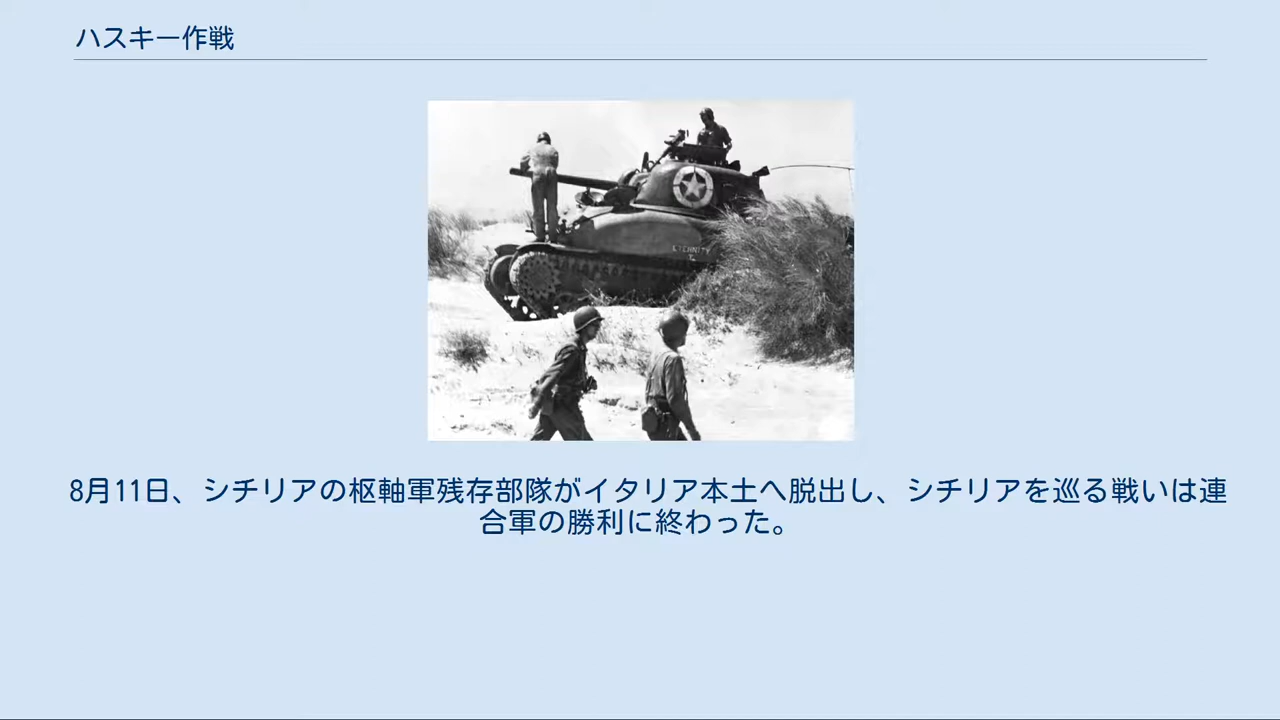 ハスキー作戦
ETERNITY
8月11日、シチリアの枢軸軍残存部隊がイタリア本土へ脱出し、シチリアを巡る戦いは連
合軍の勝利に終わった。